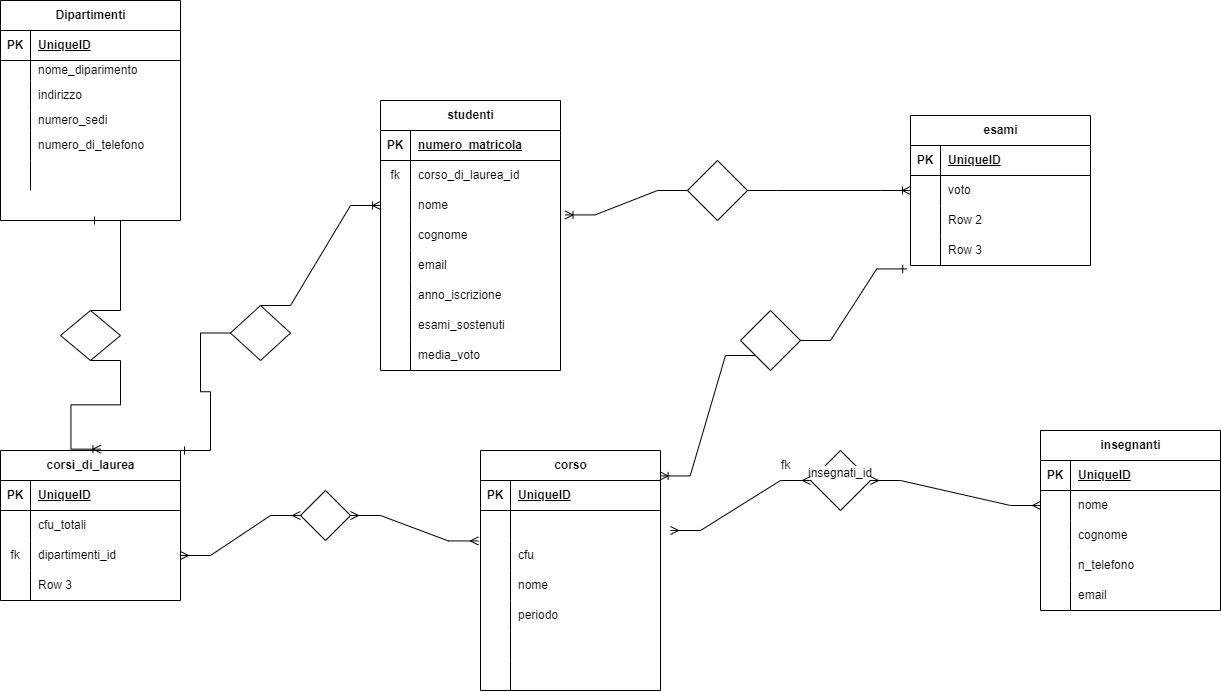 Dipartimenti
PK UniqueID
nome_diparimento
indirizzo
numero_sedi
numero_di_telefono
studenti
PK numero_matricola
fk corso_di_laurea_id
nome
cognome
email
anno_iscrizione
esami_sostenuti
media_voto
esami
PK UniqueID
voto
Row 2
Row 3
corsi_di_laurea
PK UniqueID
cfu_totali
fk dipartimenti_id
Row 3
corso
PK UniqueID
cfu
nome
periodo
fk
insegnati_id
insegnanti
PK UniqueID
nome
cognome
n_telefono
email